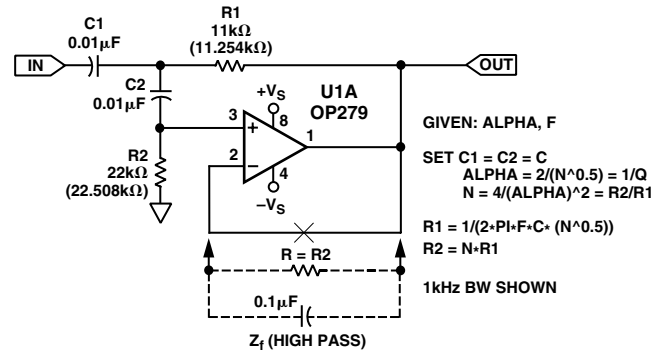 C1
0.01µF
IN
R1
11kΩ
(11.254kΩ)
OUT
C2
0.01µF
+VS
U1A
OP279
3
+
8
1
2
−
4
−VS
R2
22kΩ
(22.508kΩ)
R = R2
0.1µF
Zf (HIGH PASS)
GIVEN: ALPHA, F
SET C1 = C2 = C
ALPHA = 2/(N^0.5) = 1/Q
N = 4/(ALPHA)^2 = R2/R1
R1 = 1/(2*PI*F*C* (N^0.5))
R2 = N*R1
1kHz BW SHOWN